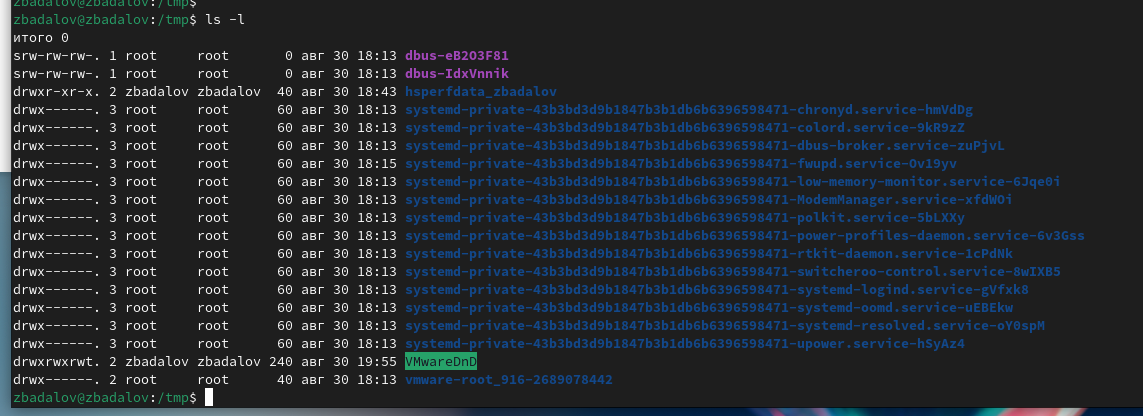 zbadalov@zbadalov:/tmp$
zbadalov@zbadalov:/tmp$ ls -l
итого 0
srw-rw-rw-. 1 root     root       0 авг 30 18:13 dbus-eB2O3F81
srw-rw-rw-. 1 root     root       0 авг 30 18:13 dbus-IdxVnnik
drwxr-xr-x. 2 zbadalov zbadalov  40 авг 30 18:43 hsperfdata_zbadalov
drwx------. 3 root     root      60 авг 30 18:13 systemd-private-43b3bd3d9b1847b3b1db6b6396598471-chronyd.service-hmVdDg
drwx------. 3 root     root      60 авг 30 18:13 systemd-private-43b3bd3d9b1847b3b1db6b6396598471-colord.service-9kR9zZ
drwx------. 3 root     root      60 авг 30 18:13 systemd-private-43b3bd3d9b1847b3b1db6b6396598471-dbus-broker.service-zuPjvL
drwx------. 3 root     root      60 авг 30 18:15 systemd-private-43b3bd3d9b1847b3b1db6b6396598471-fwupd.service-Ov19yv
drwx------. 3 root     root      60 авг 30 18:13 systemd-private-43b3bd3d9b1847b3b1db6b6396598471-low-memory-monitor.service-6Jqe0i
drwx------. 3 root     root      60 авг 30 18:13 systemd-private-43b3bd3d9b1847b3b1db6b6396598471-ModemManager.service-xfdWOi
drwx------. 3 root     root      60 авг 30 18:13 systemd-private-43b3bd3d9b1847b3b1db6b6396598471-polkit.service-5bLXXy
drwx------. 3 root     root      60 авг 30 18:13 systemd-private-43b3bd3d9b1847b3b1db6b6396598471-power-profiles-daemon.service-6v3Gss
drwx------. 3 root     root      60 авг 30 18:13 systemd-private-43b3bd3d9b1847b3b1db6b6396598471-rtkit-daemon.service-1cPdNk
drwx------. 3 root     root      60 авг 30 18:13 systemd-private-43b3bd3d9b1847b3b1db6b6396598471-switcheroo-control.service-8wIXB5
drwx------. 3 root     root      60 авг 30 18:13 systemd-private-43b3bd3d9b1847b3b1db6b6396598471-systemd-logind.service-gVfxk8
drwx------. 3 root     root      60 авг 30 18:13 systemd-private-43b3bd3d9b1847b3b1db6b6396598471-systemd-oomd.service-uEBEkw
drwx------. 3 root     root      60 авг 30 18:13 systemd-private-43b3bd3d9b1847b3b1db6b6396598471-systemd-resolved.service-oY0spM
drwx------. 3 root     root      60 авг 30 18:13 systemd-private-43b3bd3d9b1847b3b1db6b6396598471-upower.service-hSyAz4
drwxrwxrwt. 2 zbadalov zbadalov 240 авг 30 19:55 VMwareDnD
drwx------. 2 root     root      40 авг 30 18:13 vmware-root_916-2689078442
zbadalov@zbadalov:/tmp$